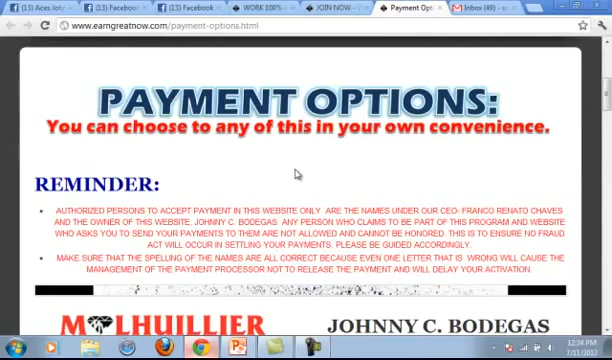 (13) Aces Joh
(13) Facebook
(13) Facebook
WORK 100%
JOIN NOW -
Payment Opti
Inbox (49) -
www.earngreatnow.com/payment-options.html
PAYMENT OPTIONS:
You can choose to any of this in your own convenience.
REMINDER:
AUTHORIZED PERSONS TO ACCEPT PAYMENT IN THIS WEBSITE ONLY ARE THE NAMES UNDER OUR CEO- FRANCO RENATO CHAVES
AND THE OWNER OF THIS WEBSITE, JOHNNY C. BODEGAS. ANY PERSON WHO CLAIMS TO BE PART OF THIS PROGRAM AND WEBSITE
WHO ASKS YOU TO SEND YOUR PAYMENTS TO THEM ARE NOT ALLOWED AND CANNOT BE HONORED. THIS IS TO ENSURE NO FRAUD
ACT WILL OCCUR IN SETTLING YOUR PAYMENTS. PLEASE BE GUIDED ACCORDINGLY.
MAKE SURE THAT THE SPELLING OF THE NAMES ARE ALL CORRECT BECAUSE EVEN ONE LETTER THAT IS WRONG WILL CAUSE THE
MANAGEMENT OF THE PAYMENT PROCESSOR NOT TO RELEASE THE PAYMENT AND WILL DELAY YOUR ACTIVATION.
M LHUILLIER
JOHNNY C. BODEGAS
12:34 PM
7/11/2012